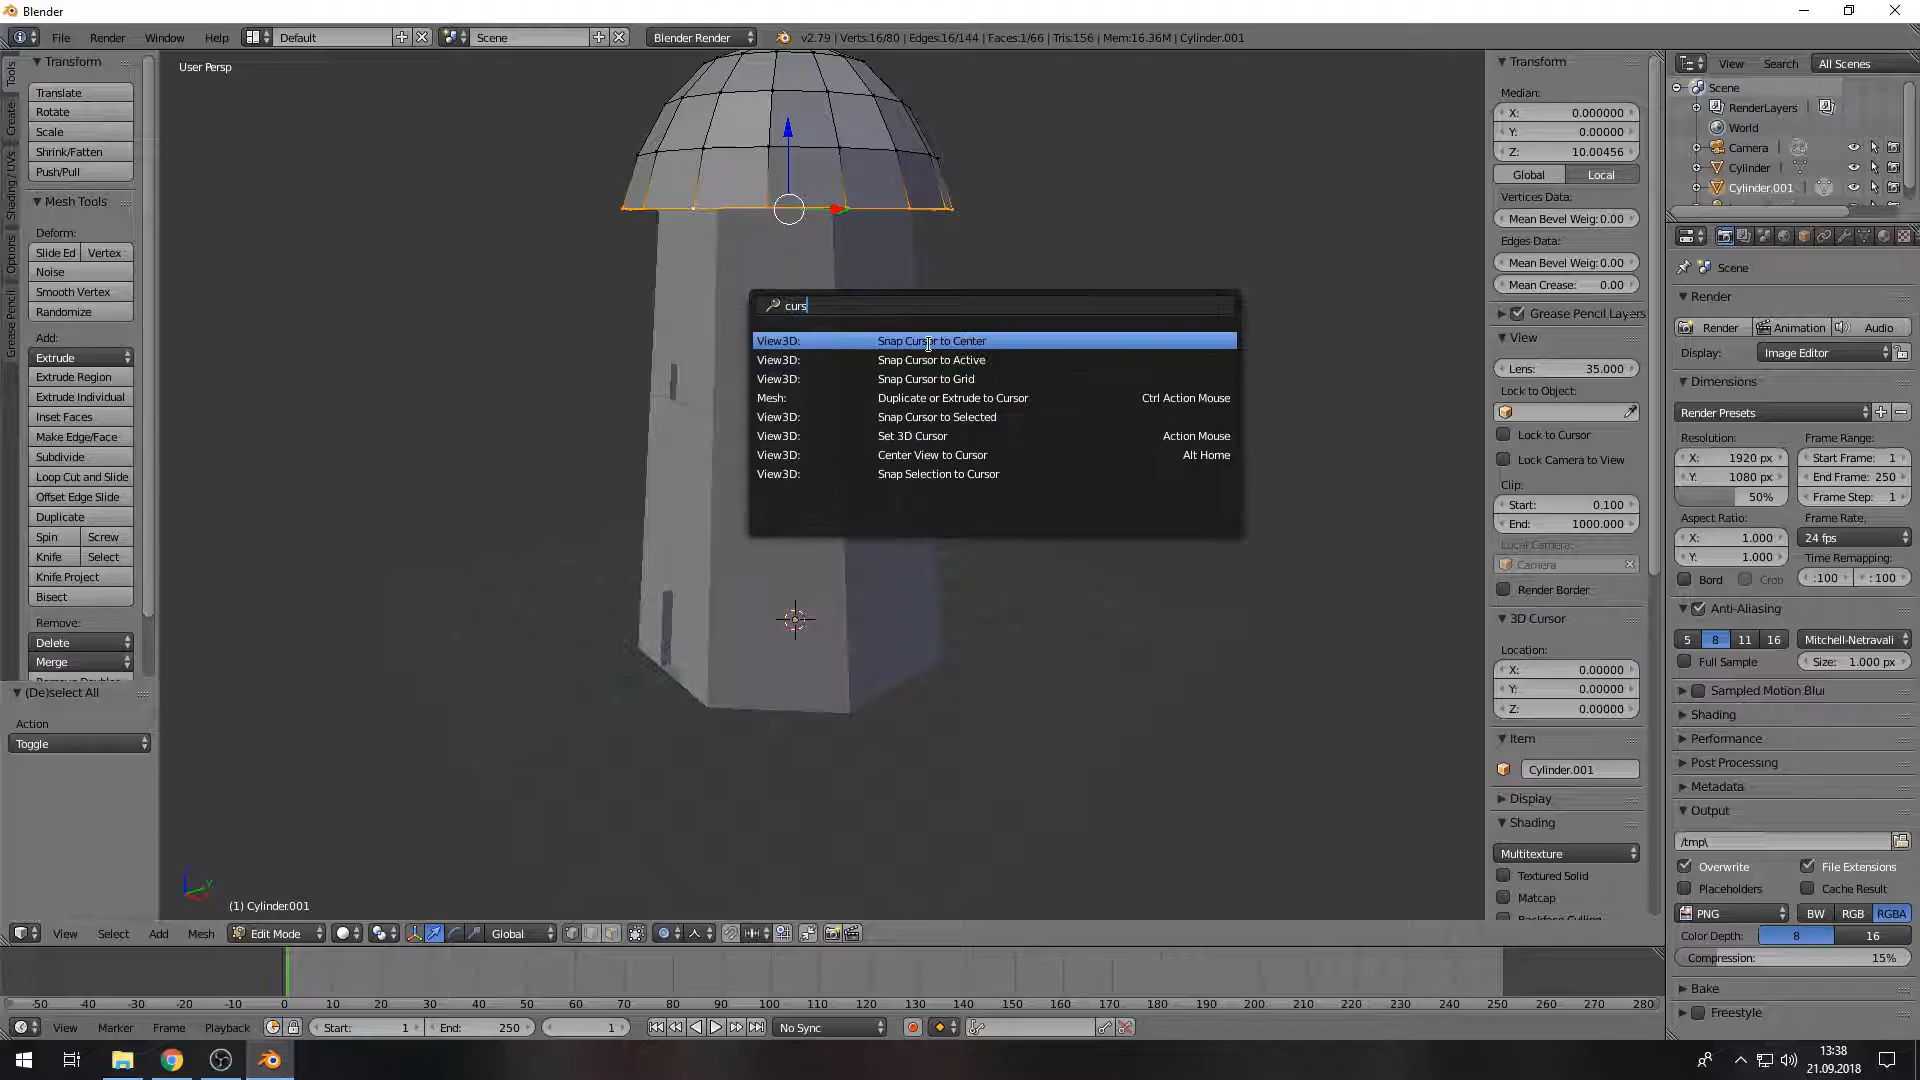 Blender
File Render Window Help Default Scene Blender Render v2.79 | Verts:16/80 | Edges:16/144 | Faces:1/66 | Tris:156 | Mem:16.36M | Cylinder.001
Tools
Create
Shading / UVs
Options
Grease Pencil
Transform
Translate
Rotate
Scale
Shrink/Fatten
Push/Pull
Mesh Tools
Deform:
Slide Ed Vertex
Noise
Smooth Vertex
Randomize
Add:
Extrude
Extrude Region
Extrude Individual
Inset Faces
Make Edge/Face
Subdivide
Loop Cut and Slide
Offset Edge Slide
Duplicate
Spin Screw
Knife Select
Knife Project
Bisect
Remove:
Delete
Merge
(De)select All
Action
Toggle
User Persp
curs
View3D: Snap Cursor to Center
View3D: Snap Cursor to Active
View3D: Snap Cursor to Grid
Mesh: Duplicate or Extrude to Cursor Ctrl Action Mouse
View3D: Snap Cursor to Selected
View3D: Set 3D Cursor Action Mouse
View3D: Center View to Cursor Alt Home
View3D: Snap Selection to Cursor
(1) Cylinder.001
View Select Add Mesh Edit Mode Global
Transform
Median:
X: 0.000000
Y: 0.00000
Z: 10.00456
Global Local
Vertices Data:
Mean Bevel Weig: 0.00
Edges Data:
Mean Bevel Weig: 0.00
Mean Crease: 0.00
Grease Pencil Layers
View
Lens: 35.000
Lock to Object:
Lock to Cursor
Lock Camera to View
Clip:
Start: 0.100
End: 1000.000
Local Camera:
Camera
Render Border
3D Cursor
Location:
X: 0.00000
Y: 0.00000
Z: 0.00000
Item
Cylinder.001
Display
Shading
Multitexture
Textured Solid
Matcap
Backface Culling
View Search All Scenes
Scene
RenderLayers
World
Camera
Cylinder
Cylinder.001
Scene
Render
Render Animation Audio
Display: Image Editor
Dimensions
Render Presets
Resolution: Frame Range:
X: 1920 px Start Frame: 1
Y: 1080 px End Frame: 250
50% Frame Step: 1
Aspect Ratio: Frame Rate:
X: 1.000 24 fps
Y: 1.000 Time Remapping:
Bord Crop :100 :100
Anti-Aliasing
5 8 11 16 Mitchell-Netravali
Full Sample Size: 1.000 px
Sampled Motion Blur
Shading
Performance
Post Processing
Metadata
Output
/tmp\
Overwrite File Extensions
Placeholders Cache Result
PNG BW RGB RGBA
Color Depth: 8 16
Compression: 15%
Bake
Freestyle
-50 -40 -30 -20 -10 0 10 20 30 40 50 60 70 80 90 100 110 120 130 140 150 160 170 180 190 200 210 220 230 240 250 260 270 280
View Marker Frame Playback Start: 1 End: 250 1 No Sync
13:38
21.09.2018